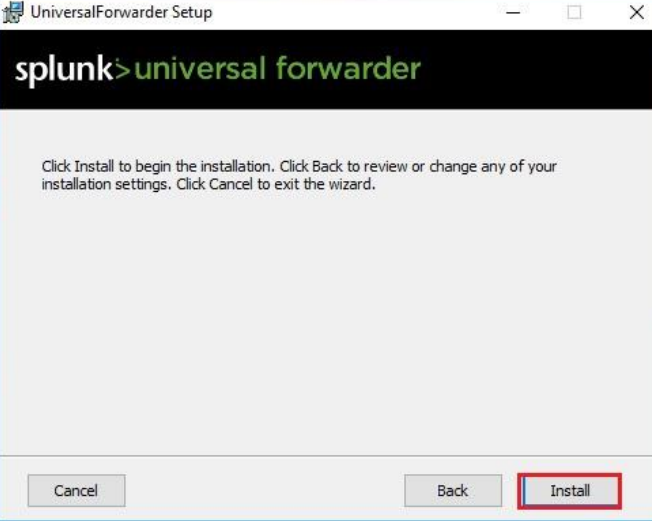 UniversalForwarder Setup
splunk>universal forwarder
Click Install to begin the installation. Click Back to review or change any of your
installation settings. Click Cancel to exit the wizard.
Cancel
Back
Install